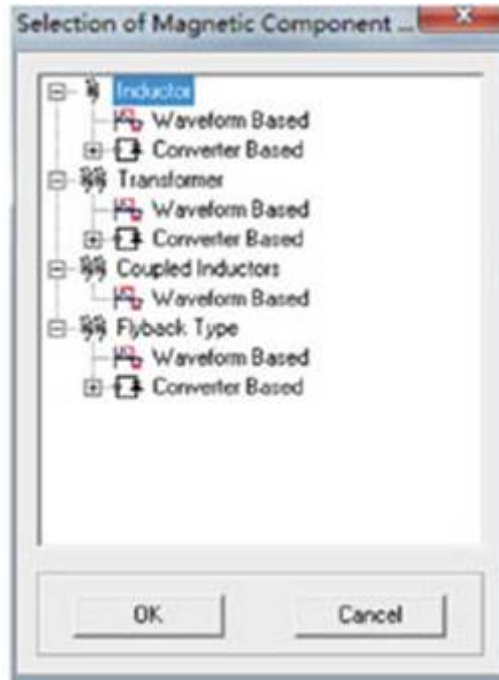 Selection of Magnetic Component ...
Inductor
Waveform Based
Converter Based
Transformer
Waveform Based
Converter Based
Coupled Inductors
Waveform Based
Flyback Type
Waveform Based
Converter Based
OK
Cancel